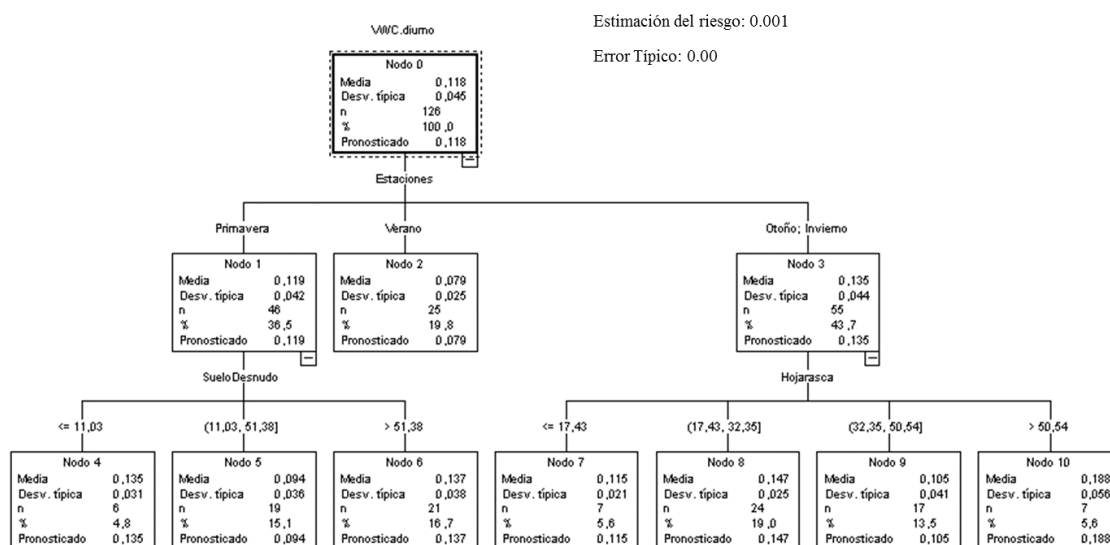 Estimación del riesgo: 0.001
Error Típico: 0.00
VWC.diurno
Nodo 0
Media 0,118
Desv. típica 0,045
n 126
% 100,0
Pronosticado 0,118
Estaciones
Primavera
Verano
Otoño; Invierno
Nodo 1
Media 0,119
Desv. típica 0,042
n 46
% 36,5
Pronosticado 0,119
Nodo 2
Media 0,079
Desv. típica 0,025
n 25
% 19,8
Pronosticado 0,079
Nodo 3
Media 0,135
Desv. típica 0,044
n 55
% 43,7
Pronosticado 0,135
SueloDesnudo
Hojarasca
<= 11,03
(11,03, 51,38]
> 51,38
<= 17,43
(17,43, 32,35]
(32,35, 50,54]
> 50,54
Nodo 4
Media 0,135
Desv. típica 0,031
n 6
% 4,8
Pronosticado 0,135
Nodo 5
Media 0,094
Desv. típica 0,036
n 19
% 15,1
Pronosticado 0,094
Nodo 6
Media 0,137
Desv. típica 0,038
n 21
% 16,7
Pronosticado 0,137
Nodo 7
Media 0,115
Desv. típica 0,021
n 7
% 5,6
Pronosticado 0,115
Nodo 8
Media 0,147
Desv. típica 0,025
n 24
% 19,0
Pronosticado 0,147
Nodo 9
Media 0,105
Desv. típica 0,041
n 17
% 13,5
Pronosticado 0,105
Nodo 10
Media 0,188
Desv. típica 0,056
n 7
% 5,6
Pronosticado 0,188